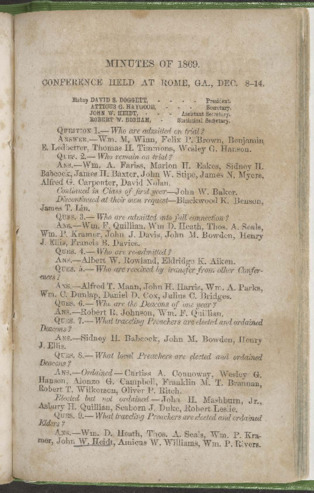 MINUTES OF 1869.
CONFERENCE HELD AT ROME, GA., DEC. 8-14.
Bishop DAVID S. DOGGETT, - - - - President.
ATTICUS G. HAYGOOD, - - - Secretary.
JOHN W. HEIDT, - - - Assistant Secretary.
ROBERT W. BIGHAM, - - Statistical Secretary.
QUESTION 1.—Who are admitted on trial?
ANSWER.—Wm. M. Winn, Felix P. Brown, Benjamin
E. Ledbetter, Thomas H. Timmons, Wesley G. Hanson.
QUES. 2.—Who remain on trial?
ANS.—Wm. A. Faries, Marion H. Eakes, Sidney H.
Babcock, James H. Baxter, John W. Stipe, James N. Myers,
Alfred G. Carpenter, David Nolan.
Continued in Class of first year—John W. Baker.
Discontinued at their own request—Blackwood K. Benson,
James T. Lin.
QUES. 3.—Who are admitted into full connection?
ANS.—Wm. F. Quillian, Wm D. Heath, Thos. A. Seals,
Wm. P. Kramer, John J. Davis, John M. Bowden, Henry
J. Ellis, Francis B. Davies.
QUES. 4.—Who are re-admitted?
ANS.—Albert W. Rowland, Eldridge K. Aiken.
QUES. 5.—Who are received by transfer from other Confer-
ences?
ANS.—Alfred T. Mann, John H. Harris, Wm. A. Parks,
Wm. C. Dunlap, Daniel D. Cox, Julius C. Bridges.
QUES. 6.—Who are the Deacons of one year?
ANS.—Robert R. Johnson, Wm. F. Quillian.
QUES. 7.—What traveling Preachers are elected and ordained
Deacons?
ANS.—Sidney H. Babcock, John M. Bowden, Henry
J. Ellis.
QUES. 8.—What local Preachers are elected and ordained
Deacons?
ANS.—Ordained—Curtiss A. Connaway, Wesley G.
Hanson, Alonzo G. Campbell, Franklin M. T. Brannan,
Robert T. Wilkerson, Oliver P. Fitch.
Elected but not ordained—John H. Mashburn, Jr.,
Asbury H. Quillian, Seaborn J. Duke, Robert Leslie.
QUES. 9.—What traveling Preachers are elected and ordained
Elders?
ANS.—Wm. D. Heath, Thos. A. Seals, Wm. P. Kra-
mer, John W. Heidt, Amicus W. Williams, Wm. P. Rivers.